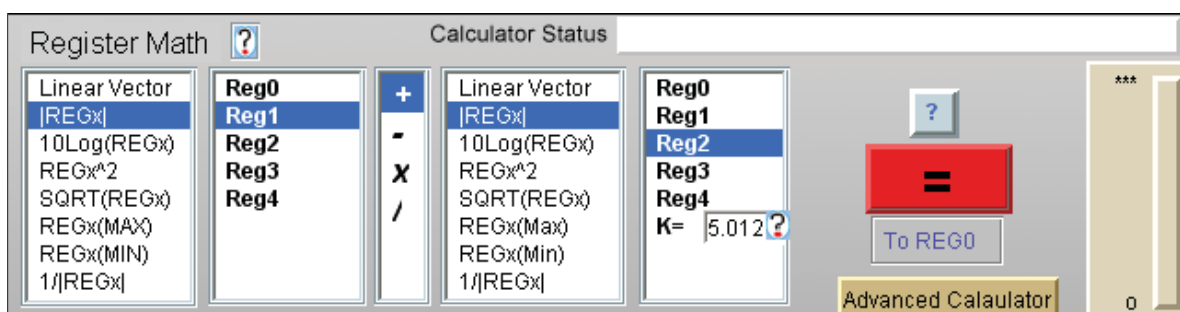 Register Math ?
Calculator Status
Linear Vector
|REGx|
10Log(REGx)
REGx^2
SQRT(REGx)
REGx(MAX)
REGx(MIN)
1/|REGx|
Reg0
Reg1
Reg2
Reg3
Reg4
+
-
x
/
Linear Vector
|REGx|
10Log(REGx)
REGx^2
SQRT(REGx)
REGx(Max)
REGx(Min)
1/|REGx|
Reg0
Reg1
Reg2
Reg3
Reg4
K= 5.012 ?
?
=
To REG0
Advanced Calaulator
***
0